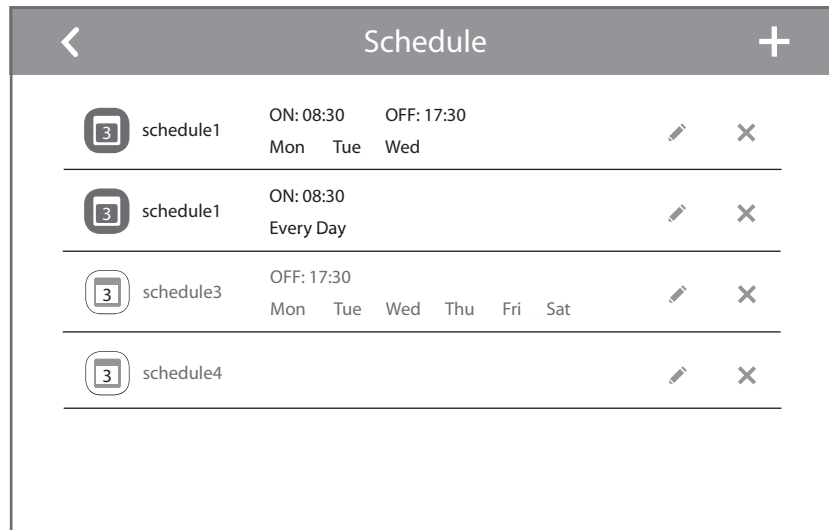 Schedule
3 schedule1 ON: 08:30 OFF: 17:30
Mon Tue Wed
3 schedule1 ON: 08:30
Every Day
3 schedule3 OFF: 17:30
Mon Tue Wed Thu Fri Sat
3 schedule4